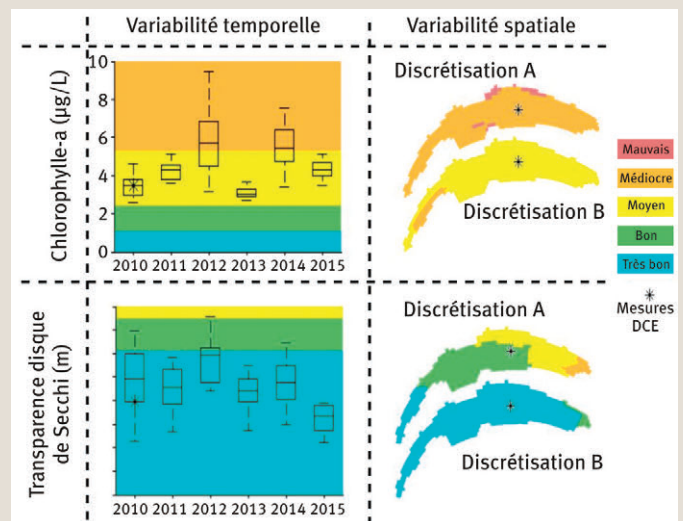 Variabilité temporelle
Variabilité spatiale
Chlorophylle-a (µg/L)
10
8
6
4
2
0
2010 2011 2012 2013 2014 2015
Discrétisation A
Discrétisation B
Mauvais
Médiocre
Moyen
Bon
Très bon
Mesures
DCE
Transparence disque
de Secchi (m)
2010 2011 2012 2013 2014 2015
Discrétisation A
Discrétisation B